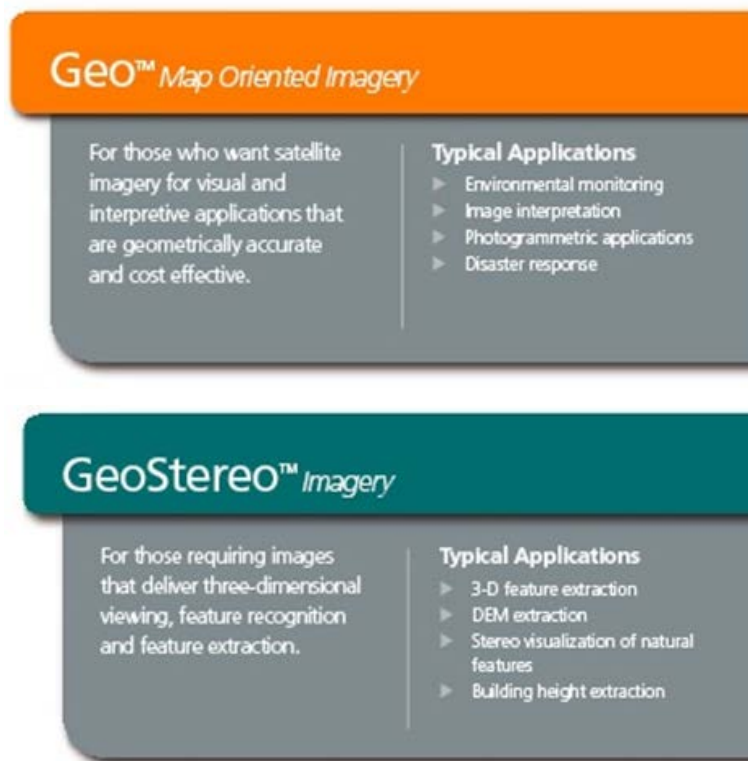 Geo™ Map Oriented Imagery
For those who want satellite
imagery for visual and
interpretive applications that
are geometrically accurate
and cost effective.
Typical Applications
Environmental monitoring
Image interpretation
Photogrammetric applications
Disaster response
GeoStereo™ Imagery
For those requiring images
that deliver three-dimensional
viewing, feature recognition
and feature extraction.
Typical Applications
3-D feature extraction
DEM extraction
Stereo visualization of natural
features
Building height extraction